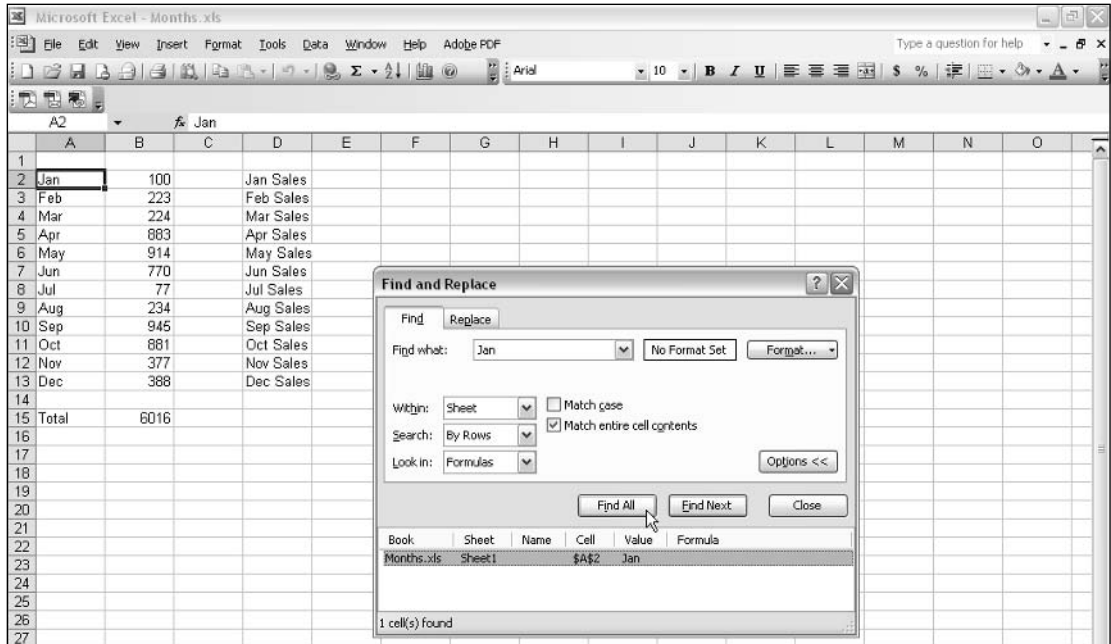 Microsoft Excel - Months.xls
File Edit View Insert Format Tools Data Window Help Adobe PDF Type a question for help
Arial 10 B I U $ %
A2 fx Jan
A B C D E F G H I J K L M N O
1
2 Jan 100 Jan Sales
3 Feb 223 Feb Sales
4 Mar 224 Mar Sales
5 Apr 883 Apr Sales
6 May 914 May Sales
7 Jun 770 Jun Sales
8 Jul 77 Jul Sales
9 Aug 234 Aug Sales
10 Sep 945 Sep Sales
11 Oct 881 Oct Sales
12 Nov 377 Nov Sales
13 Dec 388 Dec Sales
14
15 Total 6016
16
17
18
19
20
21
22
23
24
25
26
27
Find and Replace
Find Replace
Find what: Jan No Format Set Format...
Within: Sheet Match case
Search: By Rows Match entire cell contents
Look in: Formulas Options <<
Find All Find Next Close
Book Sheet Name Cell Value Formula
Months.xls Sheet1 $A$2 Jan
1 cell(s) found